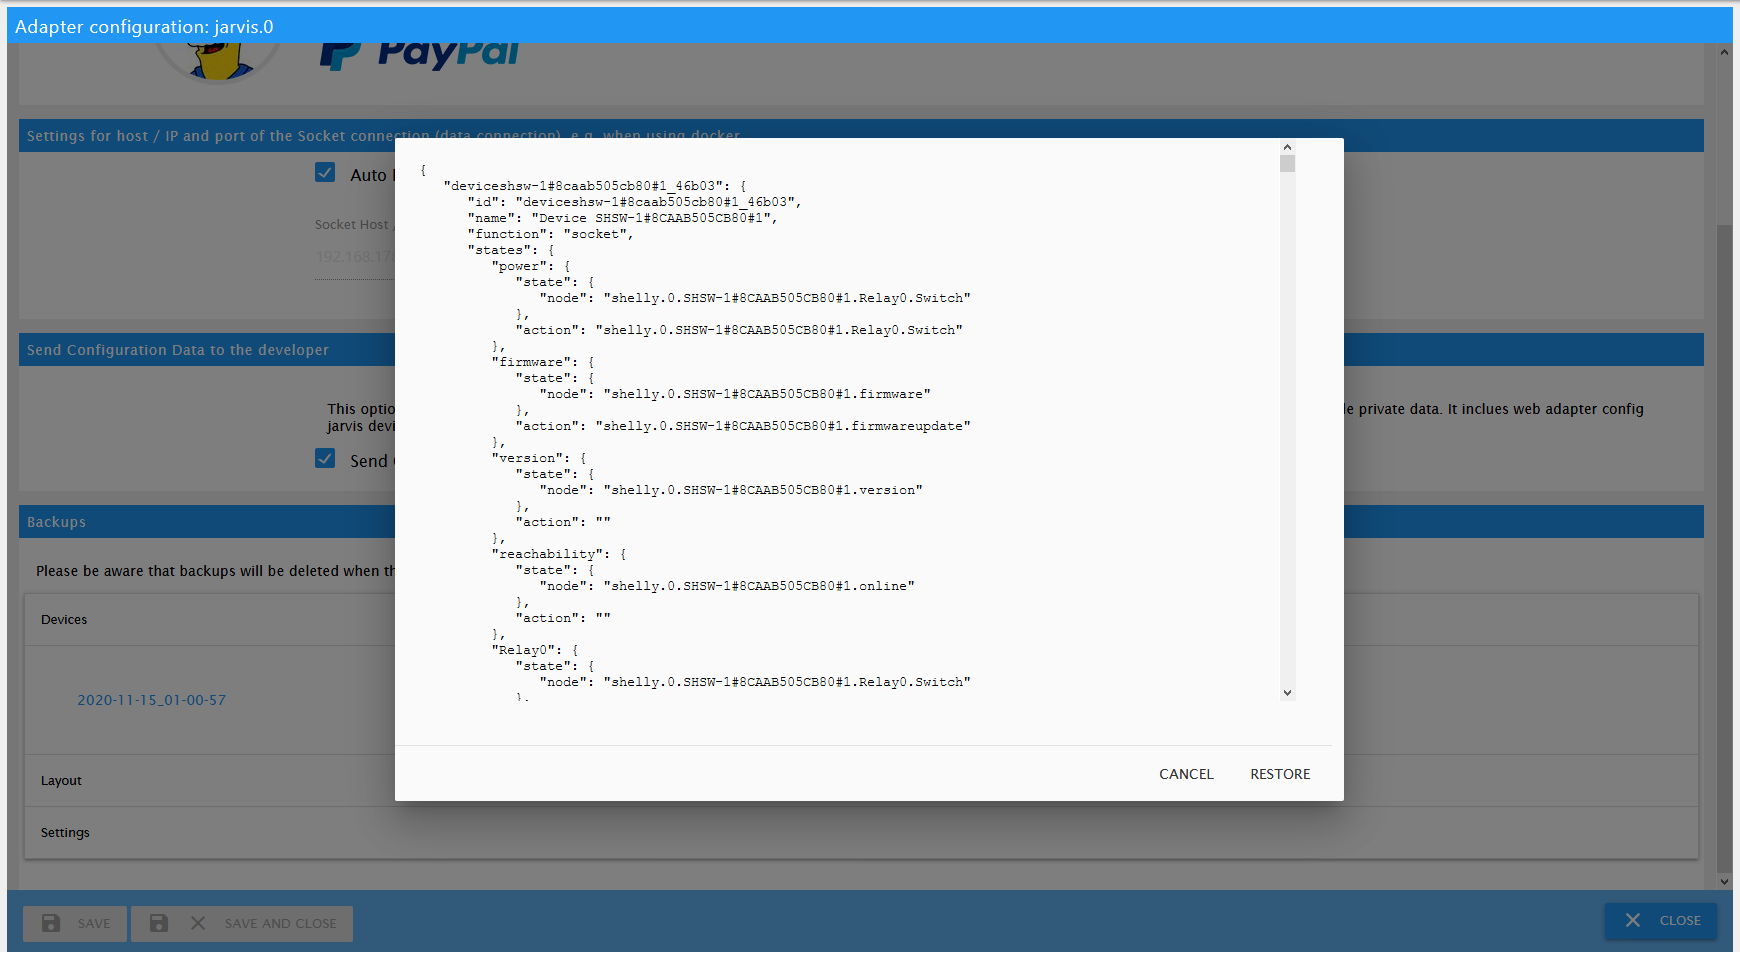 Adapter configuration: jarvis.0
PayPal
Settings for host / IP and port of the Socket connection (data connection), e.g. when using docker
Auto
Socket Host /
192.168.17
Send Configuration Data to the developer
This optio
le private data. It inclues web adapter config
jarvis devi
Send
Backups
Please be aware that backups will be deleted when th
Devices
2020-11-15_01-00-57
Layout
Settings
{
"deviceshsw-1#8caab505cb80#1_46b03": {
"id": "deviceshsw-1#8caab505cb80#1_46b03",
"name": "Device SHSW-1#8CAAB505CB80#1",
"function": "socket",
"states": {
"power": {
"state": {
"node": "shelly.0.SHSW-1#8CAAB505CB80#1.Relay0.Switch"
},
"action": "shelly.0.SHSW-1#8CAAB505CB80#1.Relay0.Switch"
},
"firmware": {
"state": {
"node": "shelly.0.SHSW-1#8CAAB505CB80#1.firmware"
},
"action": "shelly.0.SHSW-1#8CAAB505CB80#1.firmwareupdate"
},
"version": {
"state": {
"node": "shelly.0.SHSW-1#8CAAB505CB80#1.version"
},
"action": ""
},
"reachability": {
"state": {
"node": "shelly.0.SHSW-1#8CAAB505CB80#1.online"
},
"action": ""
},
"Relay0": {
"state": {
"node": "shelly.0.SHSW-1#8CAAB505CB80#1.Relay0.Switch"
},
CANCEL
RESTORE
SAVE
SAVE AND CLOSE
CLOSE